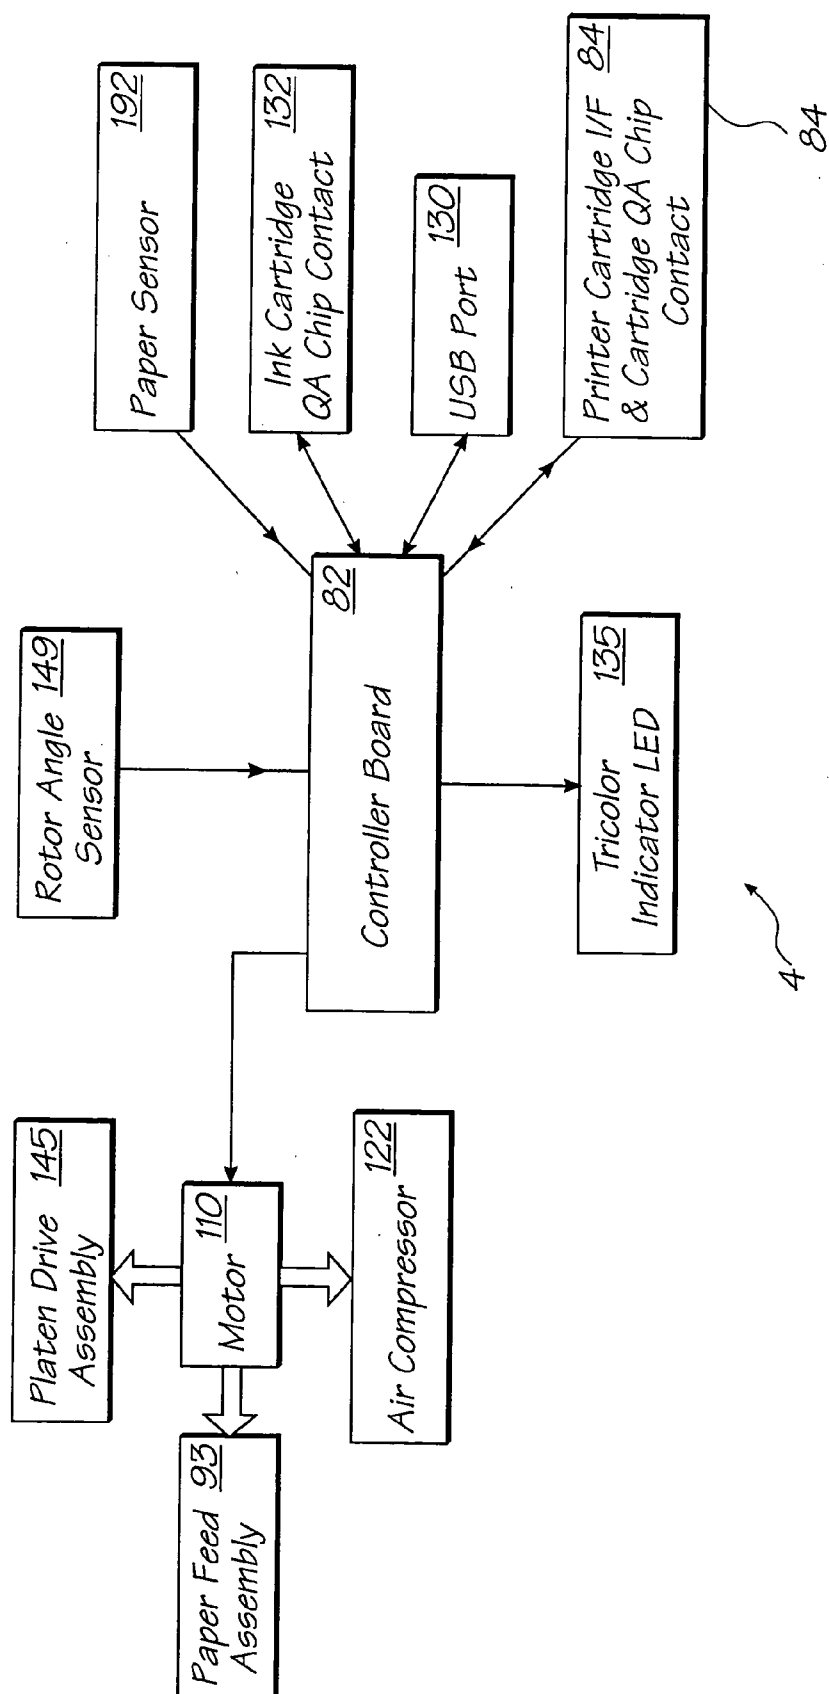 Paper Feed 93
Assembly
Platen Drive 145
Assembly
Motor 110
Air Compressor 122
Rotor Angle 149
Sensor
Controller Board 82
Tricolor
Indicator LED 135
Paper Sensor 192
Ink Cartridge 132
QA Chip Contact
USB Port 130
Printer Cartridge I/F 84
& Cartridge QA Chip
Contact
84
4